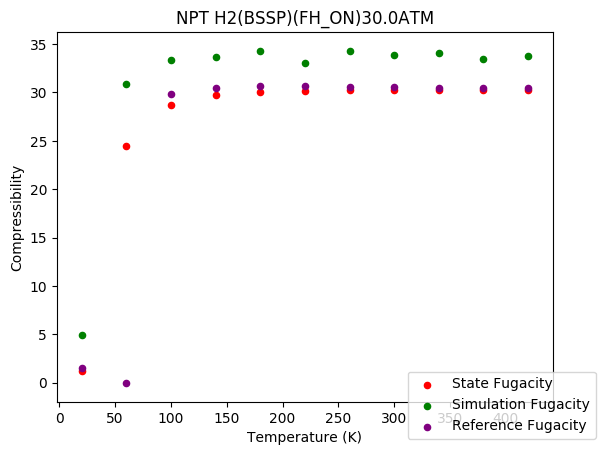 NPT H2(BSSP)(FH_ON)30.0ATM
35
30
25
20
15
10
5
0
Compressibility
0 50 100 150 200 250 300 350 400
Temperature (K)
State Fugacity
Simulation Fugacity
Reference Fugacity